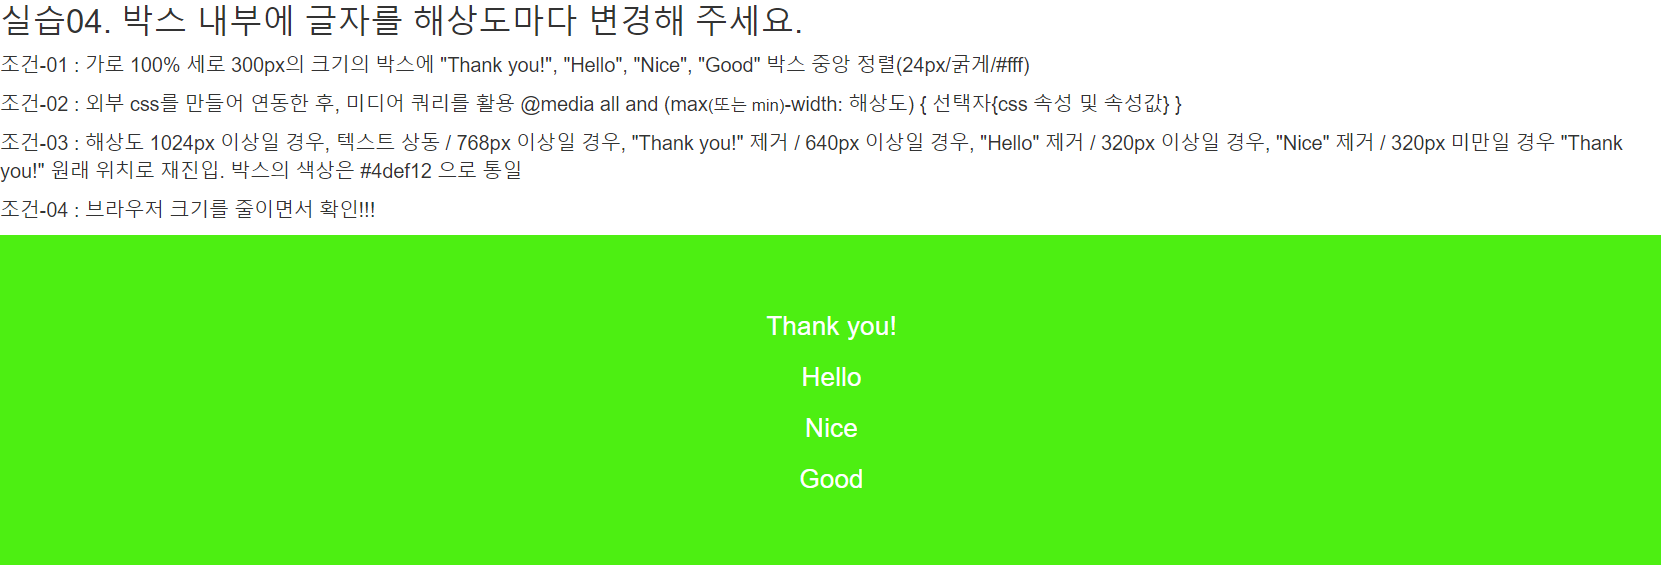 실습04. 박스 내부에 글자를 해상도마다 변경해 주세요.
조건-01 : 가로 100% 세로 300px의 크기의 박스에 "Thank you!", "Hello", "Nice", "Good" 박스 중앙 정렬(24px/굵게/#fff)
조건-02 : 외부 css를 만들어 연동한 후, 미디어 쿼리를 활용 @media all and (max(또는 min)-width: 해상도) { 선택자{css 속성 및 속성값} }
조건-03 : 해상도 1024px 이상일 경우, 텍스트 상동 / 768px 이상일 경우, "Thank you!" 제거 / 640px 이상일 경우, "Hello" 제거 / 320px 이상일 경우, "Nice" 제거 / 320px 미만일 경우 "Thank
you!" 원래 위치로 재진입. 박스의 색상은 #4def12 으로 통일
조건-04 : 브라우저 크기를 줄이면서 확인!!!
Thank you!
Hello
Nice
Good